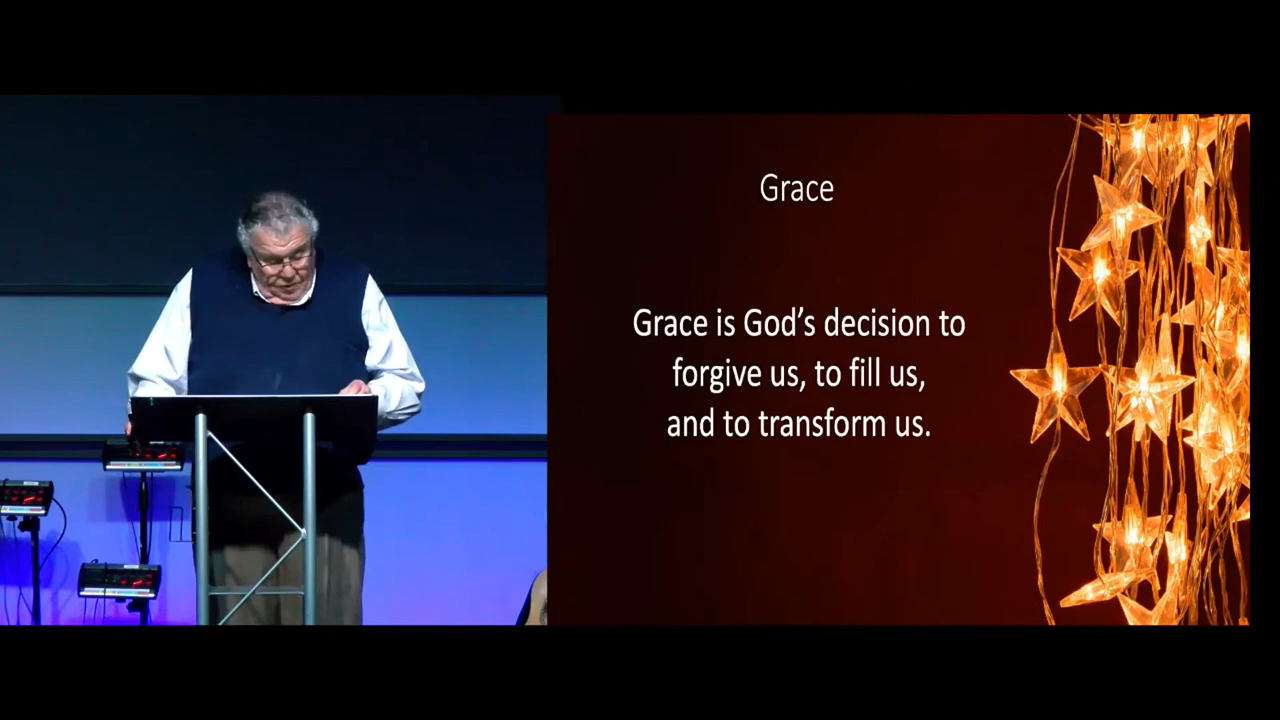 Grace
Grace is God's decision to
forgive us, to fill us,
and to transform us.